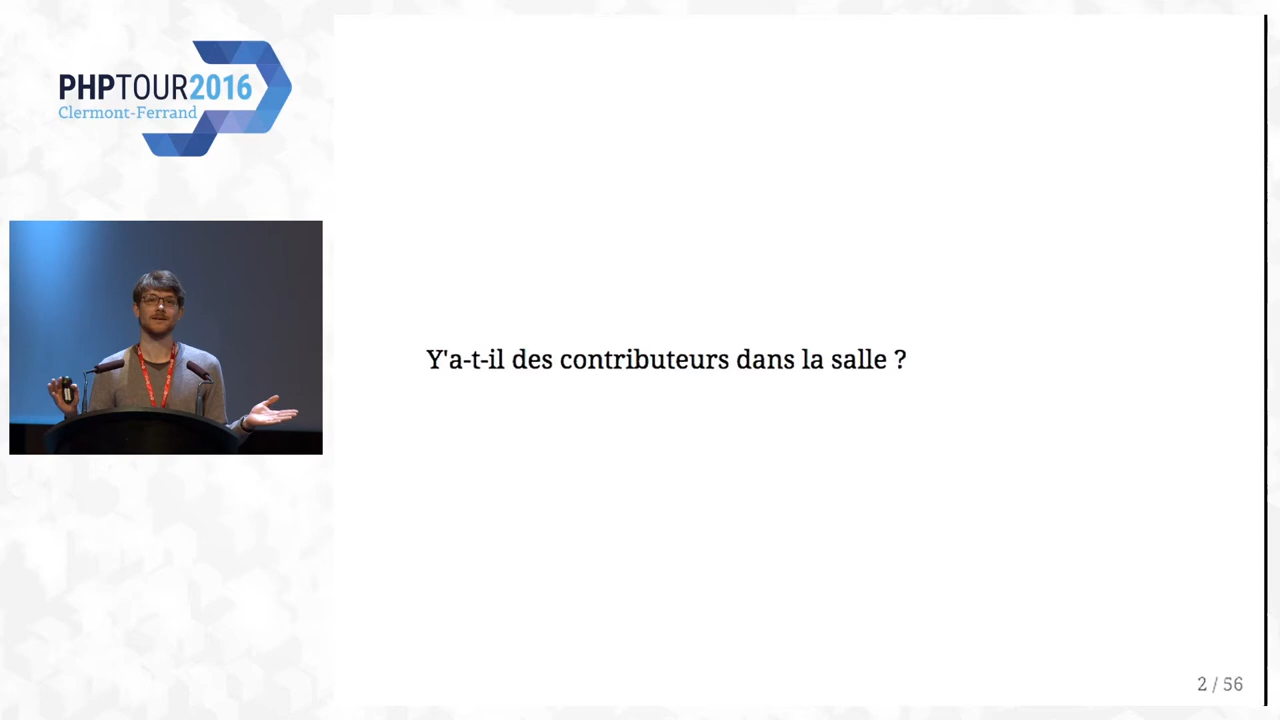 PHPTOUR2016
Clermont-Ferrand
Y'a-t-il des contributeurs dans la salle ?
2 / 56